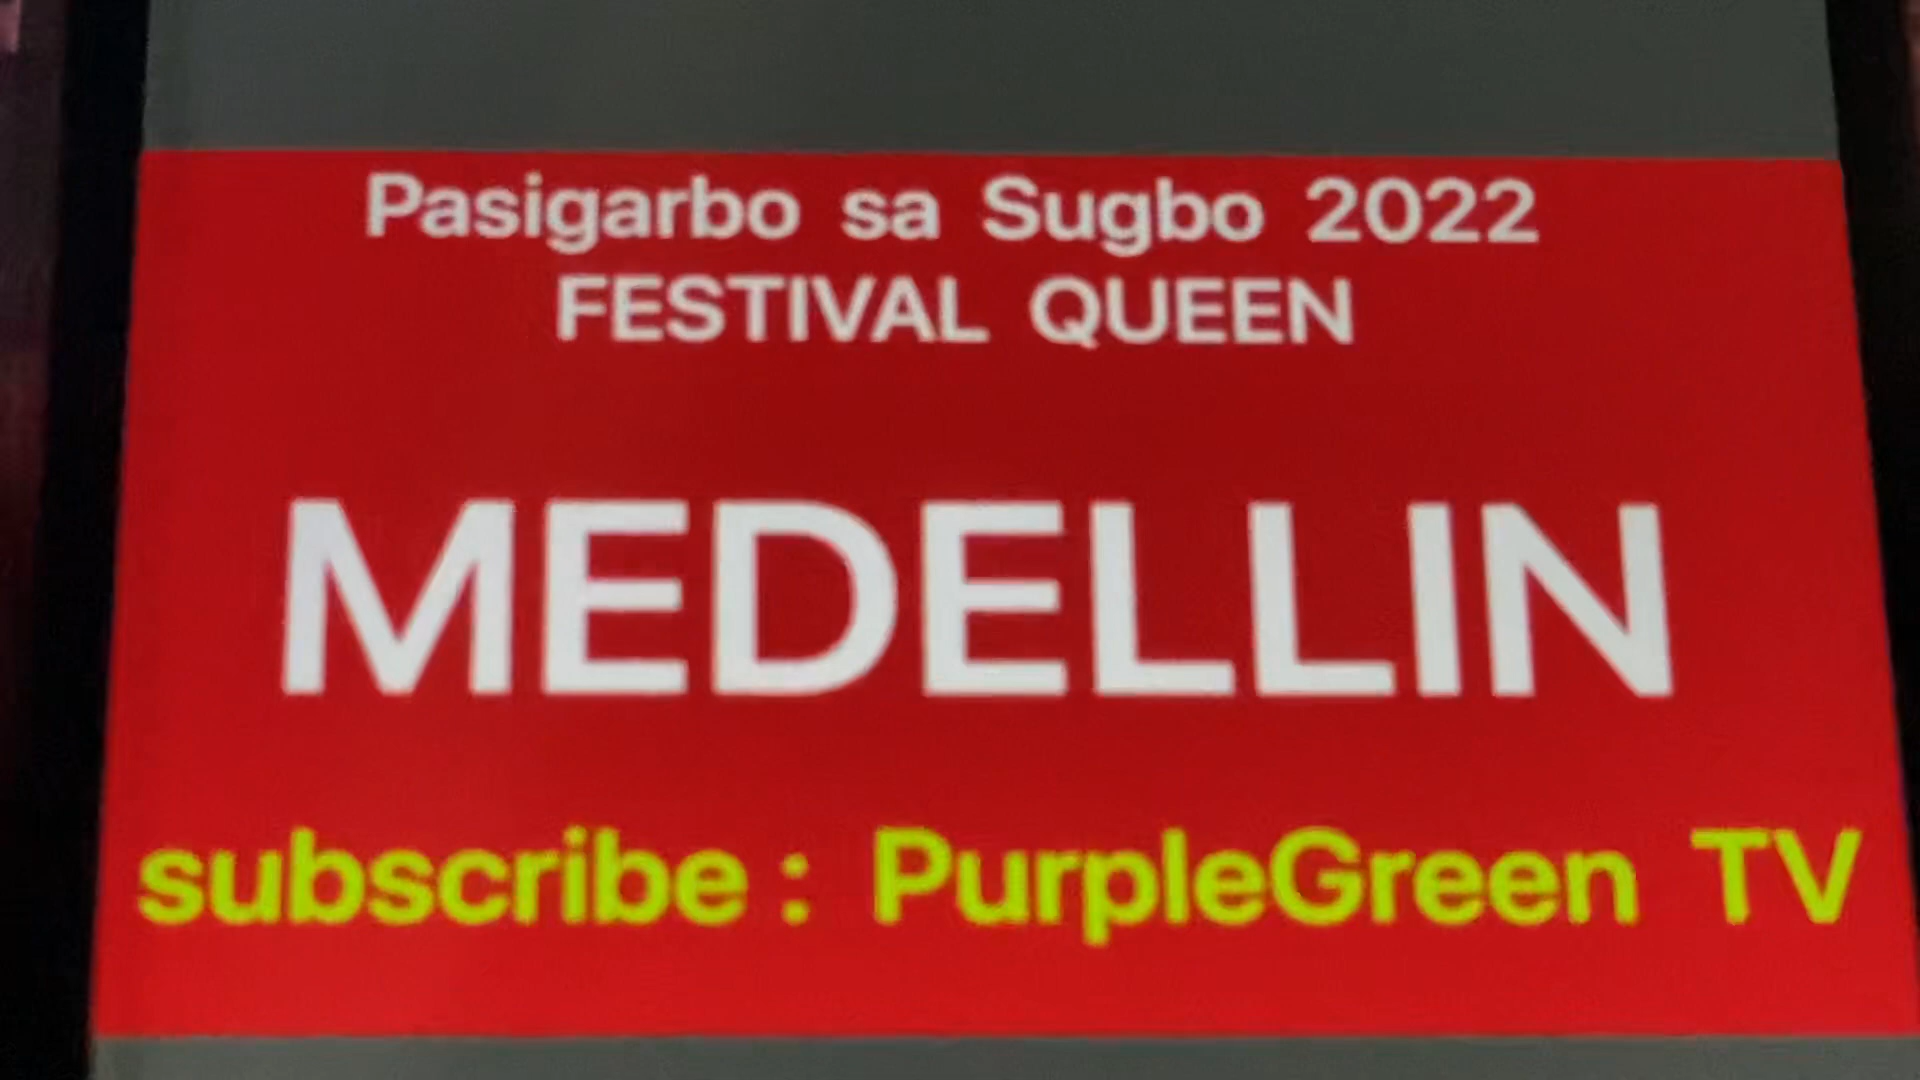 Pasigarbo sa Sugbo 2022
FESTIVAL QUEEN
MEDELLIN
subscribe : PurpleGreen TV